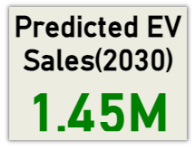 Predicted EV
Sales(2030)
1.45M